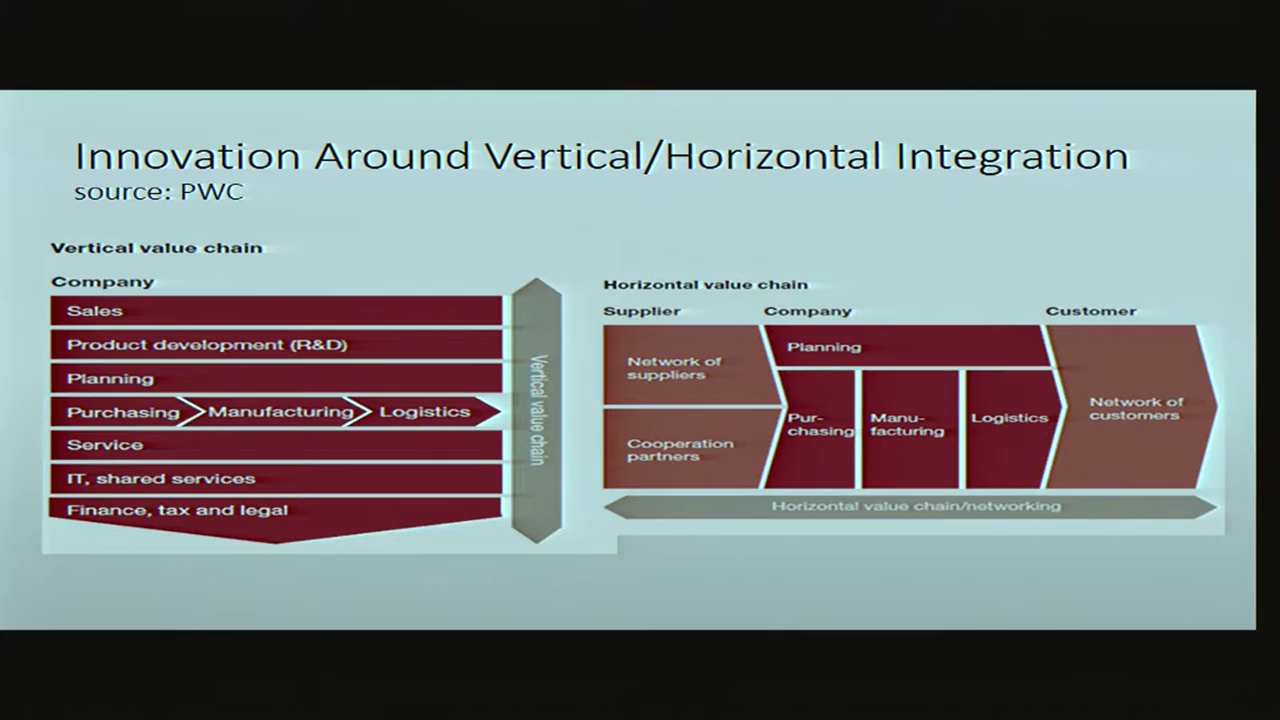 Innovation Around Vertical/Horizontal Integration
source: PWC
Vertical value chain
Company
Sales
Product development (R&D)
Planning
Purchasing
Manufacturing
Logistics
Service
IT, shared services
Finance, tax and legal
Vertical value chain
Horizontal value chain
Supplier
Company
Customer
Network of
suppliers
Cooperation
partners
Planning
Pur-
chasing
Manu-
facturing
Logistics
Network of
customers
Horizontal value chain/networking